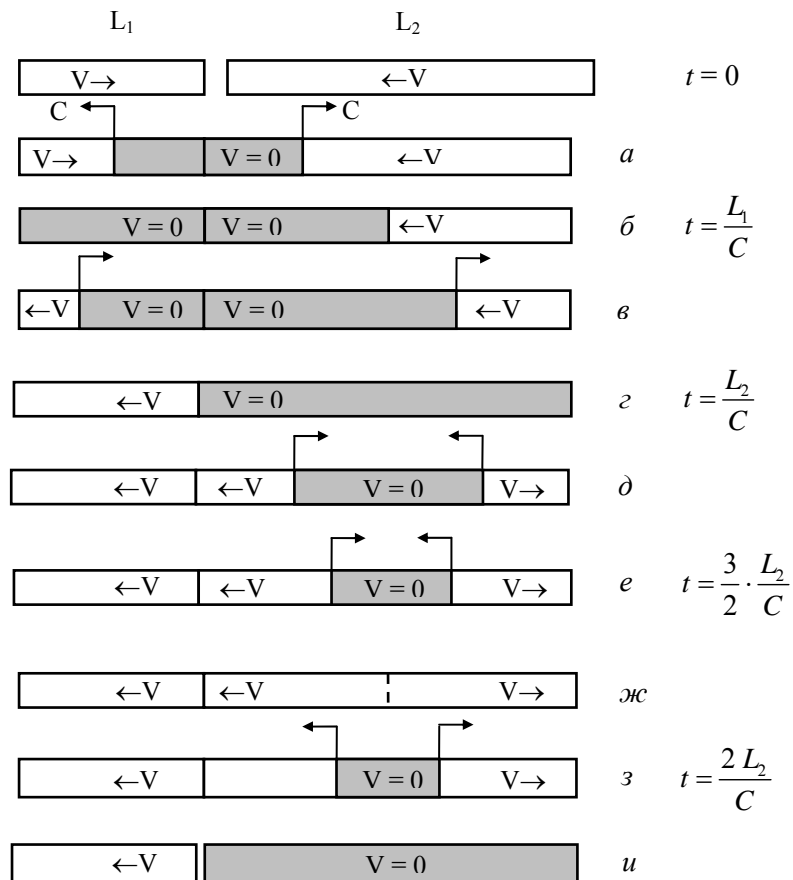 L₁ L₂
V→ ←V t = 0
C C
V→ V = 0 ←V а
V = 0 V = 0 ←V б t = L₁/C
←V V = 0 V = 0 ←V в
←V V = 0 г t = L₂/C
←V ←V V = 0 V→ д
←V ←V V = 0 V→ е t = 3/2 · L₂/C
←V ←V V→ ж
←V V = 0 V→ з t = 2 L₂/C
←V V = 0 и